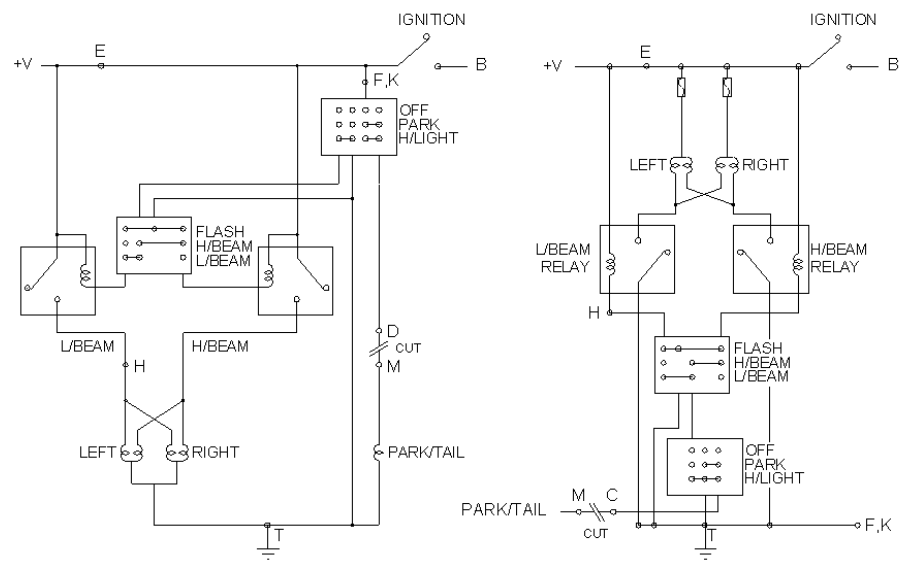 IGNITION
+V
E
B
F,K
OFF
PARK
H/LIGHT
FLASH
H/BEAM
L/BEAM
L/BEAM
H/BEAM
H
D
CUT
M
LEFT
RIGHT
PARK/TAIL
T
IGNITION
+V
E
B
LEFT
RIGHT
L/BEAM
RELAY
H/BEAM
RELAY
H
FLASH
H/BEAM
L/BEAM
OFF
PARK
H/LIGHT
PARK/TAIL
M
C
CUT
T
F,K